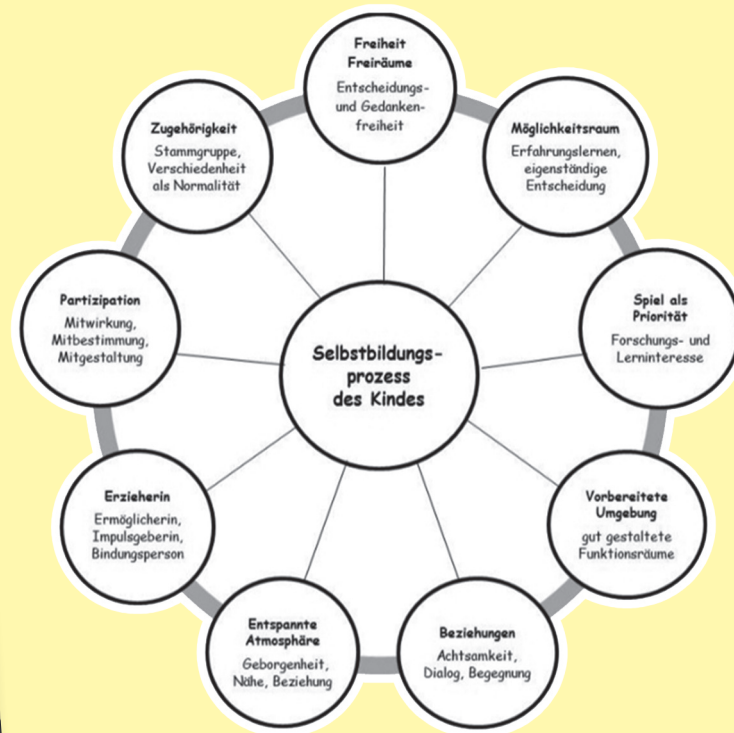 Freiheit
Freiräume
Entscheidungs-
und Gedanken-
freiheit
Möglichkeitsraum
Erfahrungslernen,
eigenständige
Entscheidung
Spiel als
Priorität
Forschungs- und
Lerninteresse
Vorbereitete
Umgebung
gut gestaltete
Funktionsräume
Beziehungen
Achtsamkeit,
Dialog, Begegnung
Entspannte
Atmosphäre
Geborgenheit,
Nähe, Beziehung
Erzieherin
Ermöglicherin,
Impulsgeberin,
Bindungsperson
Partizipation
Mitwirkung,
Mitbestimmung,
Mitgestaltung
Zugehörigkeit
Stammgruppe,
Verschiedenheit
als Normalität
Selbstbildungs-
prozess
des Kindes